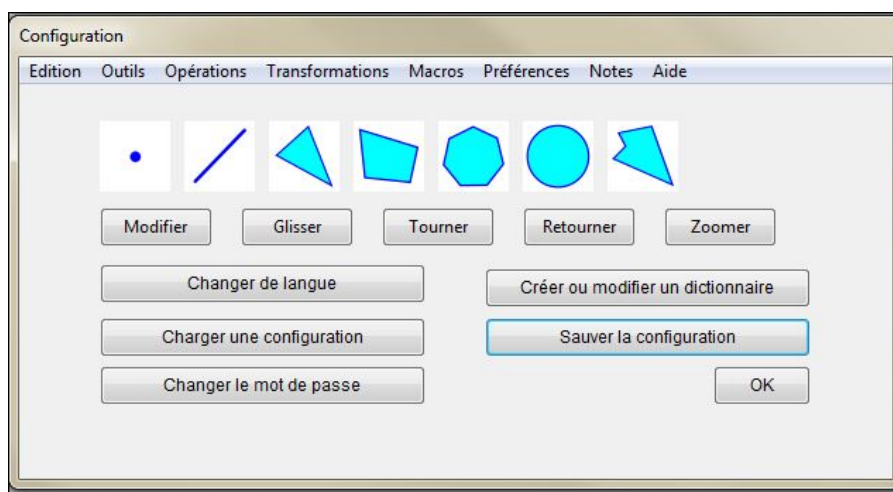 Configuration
Edition Outils Opérations Transformations Macros Préférences Notes Aide
Modifier Glisser Tourner Retourner Zoomer
Changer de langue Créer ou modifier un dictionnaire
Charger une configuration Sauver la configuration
Changer le mot de passe OK